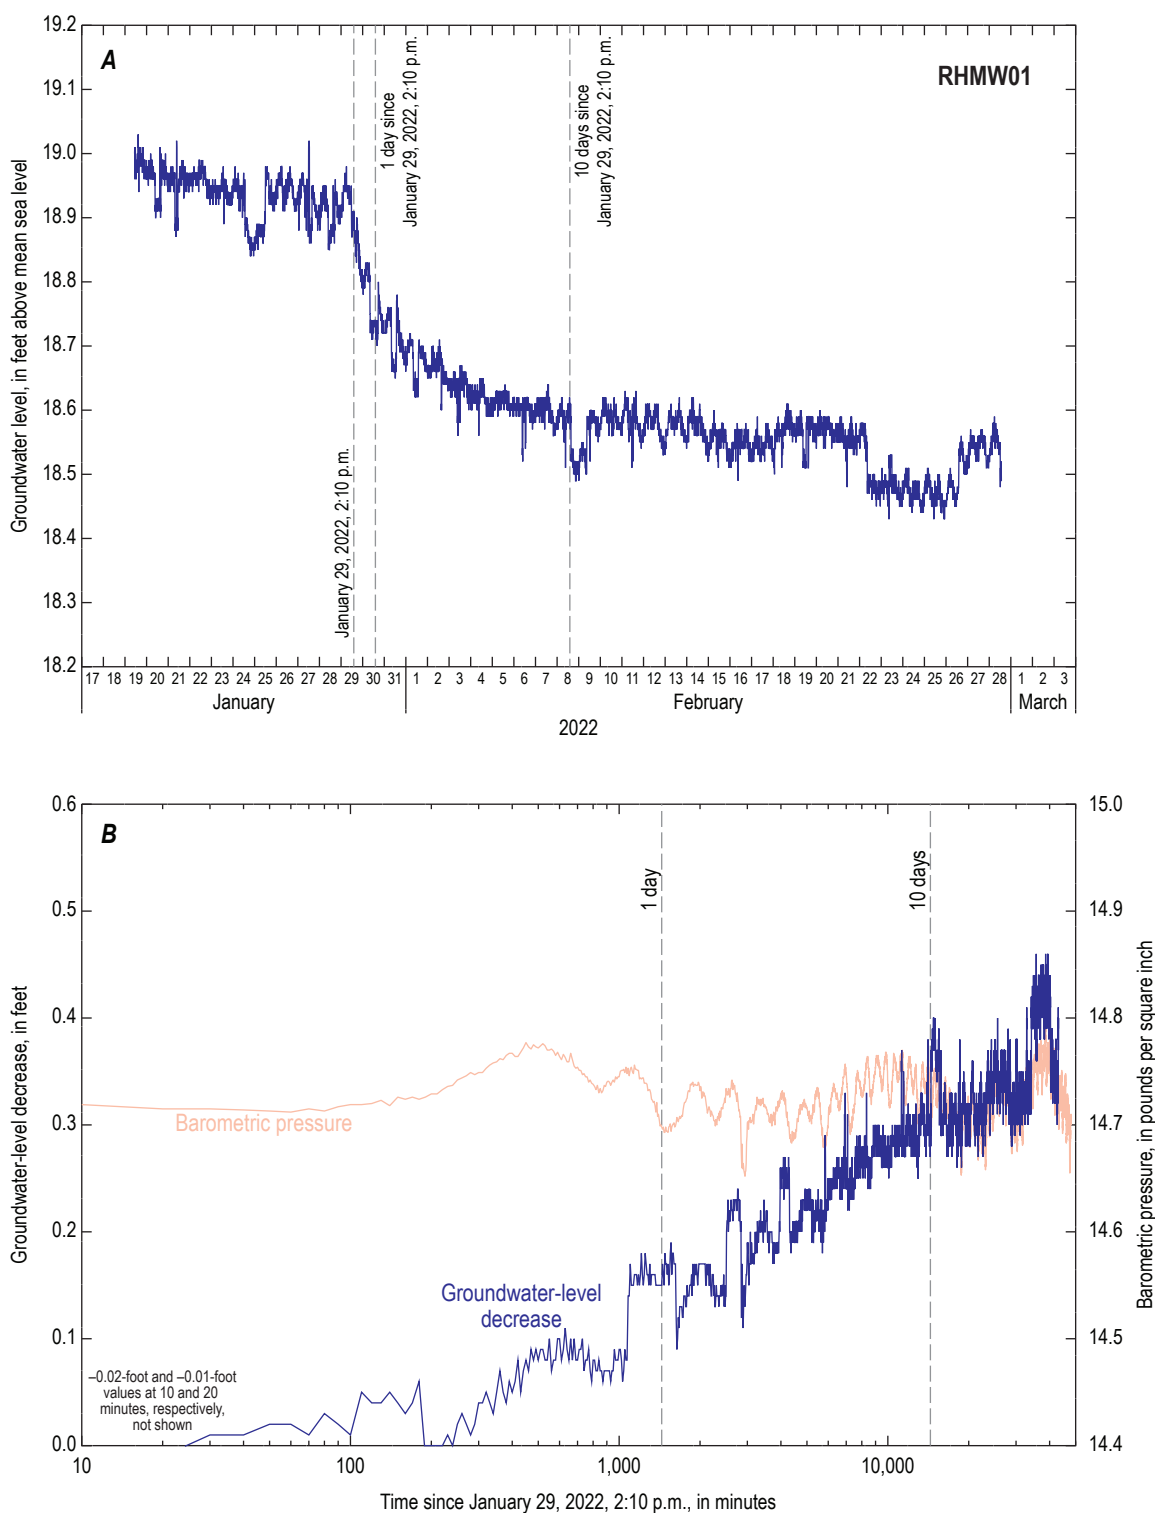 A
RHMW01
19.2
19.1
19.0
18.9
18.8
18.7
18.6
18.5
18.4
18.3
18.2
Groundwater level, in feet above mean sea level
January 29, 2022, 2:10 p.m.
1 day since
January 29, 2022, 2:10 p.m.
10 days since
January 29, 2022, 2:10 p.m.
17 18 19 20 21 22 23 24 25 26 27 28 29 30 31 1 2 3 4 5 6 7 8 9 10 11 12 13 14 15 16 17 18 19 20 21 22 23 24 25 26 27 28 1 2 3
January February March
2022
B
0.6
0.5
0.4
0.3
0.2
0.1
0.0
Groundwater-level decrease, in feet
15.0
14.9
14.8
14.7
14.6
14.5
14.4
Barometric pressure, in pounds per square inch
1 day
10 days
Barometric pressure
Groundwater-level
decrease
–0.02-foot and –0.01-foot
values at 10 and 20
minutes, respectively,
not shown
10 100 1,000 10,000
Time since January 29, 2022, 2:10 p.m., in minutes